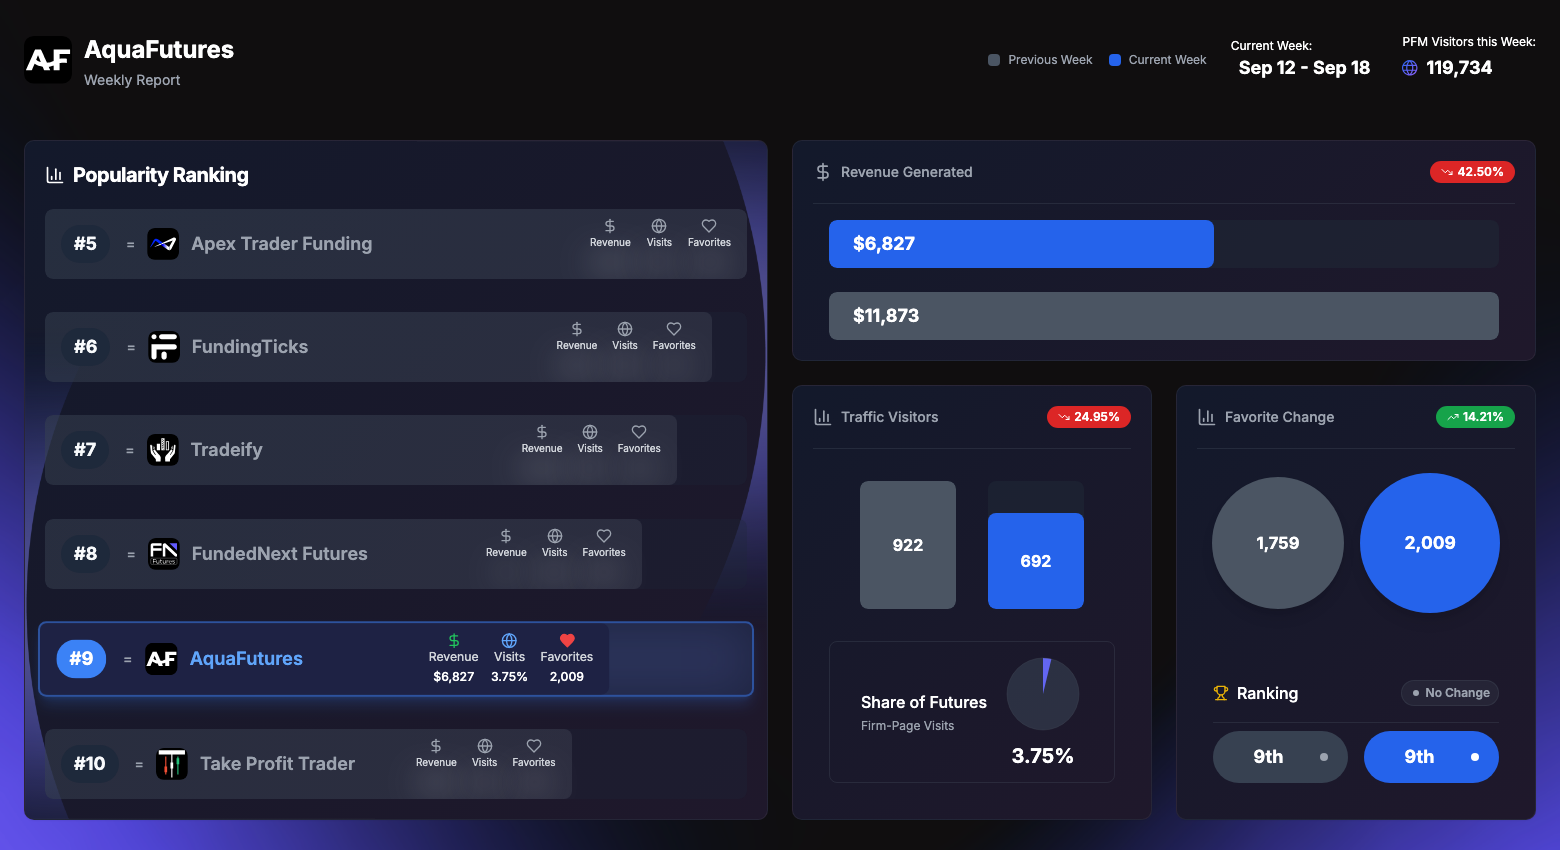 AF
AquaFutures
Weekly Report
Previous Week
Current Week
Current Week:
Sep 12 - Sep 18
PFM Visitors this Week:
119,734
Popularity Ranking
#5
=
Apex Trader Funding
Revenue
Visits
Favorites
#6
=
FundingTicks
Revenue
Visits
Favorites
#7
=
Tradeify
Revenue
Visits
Favorites
#8
=
FN
Futures
FundedNext Futures
Revenue
Visits
Favorites
#9
=
AF
AquaFutures
Revenue
Visits
Favorites
$6,827
3.75%
2,009
#10
=
Take Profit Trader
Revenue
Visits
Favorites
Revenue Generated
42.50%
$6,827
$11,873
Traffic Visitors
24.95%
922
692
Share of Futures
Firm-Page Visits
3.75%
Favorite Change
14.21%
1,759
2,009
Ranking
No Change
9th
9th